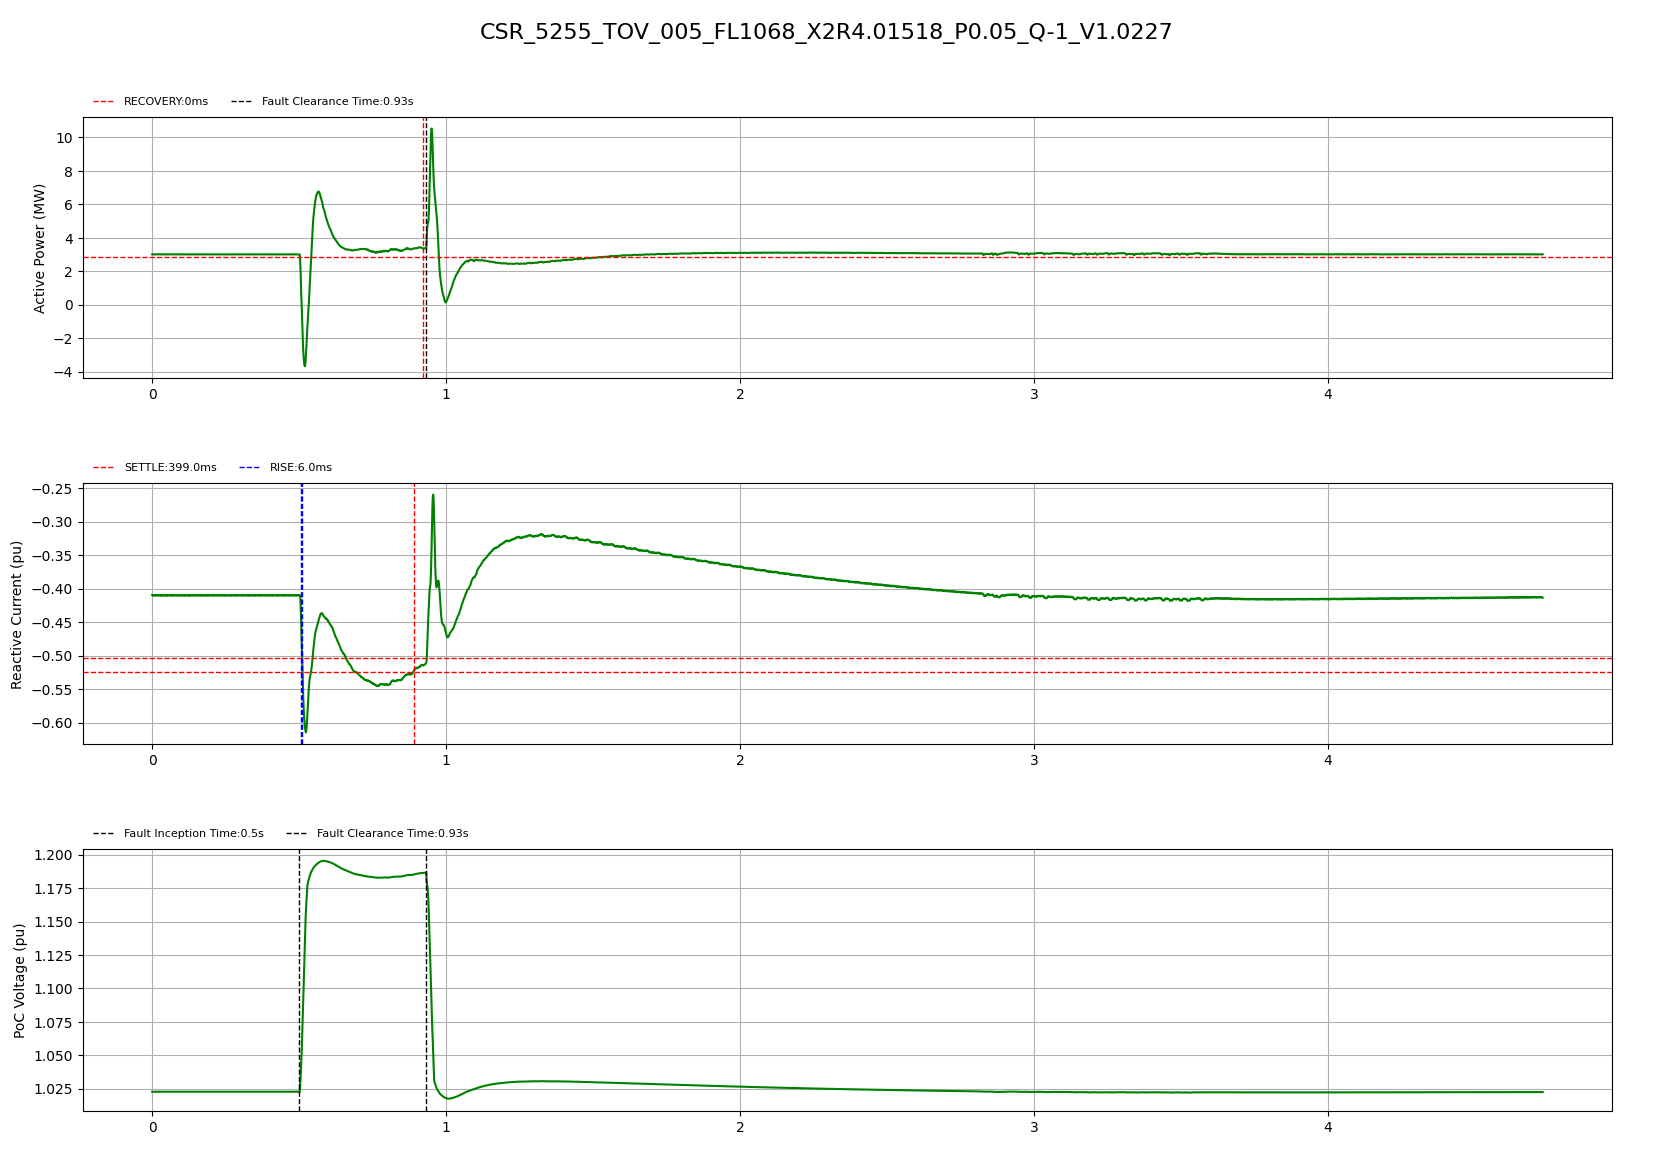 CSR_5255_TOV_005_FL1068_X2R4.01518_P0.05_Q-1_V1.0227
RECOVERY:0ms Fault Clearance Time:0.93s
Active Power (MW)
10
8
6
4
2
0
−2
−4
0 1 2 3 4
SETTLE:399.0ms RISE:6.0ms
Reactive Current (pu)
−0.25
−0.30
−0.35
−0.40
−0.45
−0.50
−0.55
−0.60
0 1 2 3 4
Fault Inception Time:0.5s Fault Clearance Time:0.93s
PoC Voltage (pu)
1.200
1.175
1.150
1.125
1.100
1.075
1.050
1.025
0 1 2 3 4